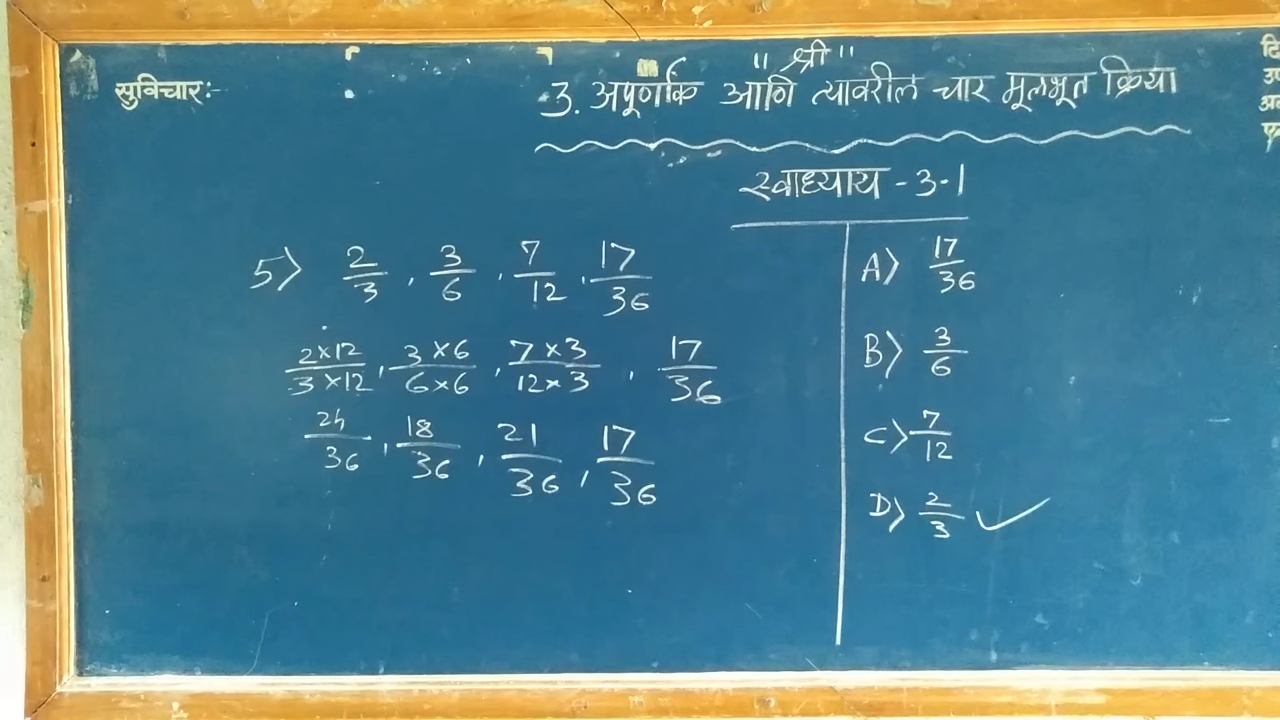 सुविचार:-
" श्री "
3. अपूर्णांक आणि त्यावरील चार मूलभूत क्रिया
स्वाध्याय - 3.1
5) 2/3, 3/6, 7/12, 17/36
2×12/3×12, 3×6/6×6, 7×3/12×3, 17/36
24/36, 18/36, 21/36, 17/36
A) 17/36
B) 3/6
C) 7/12
D) 2/3 ✓